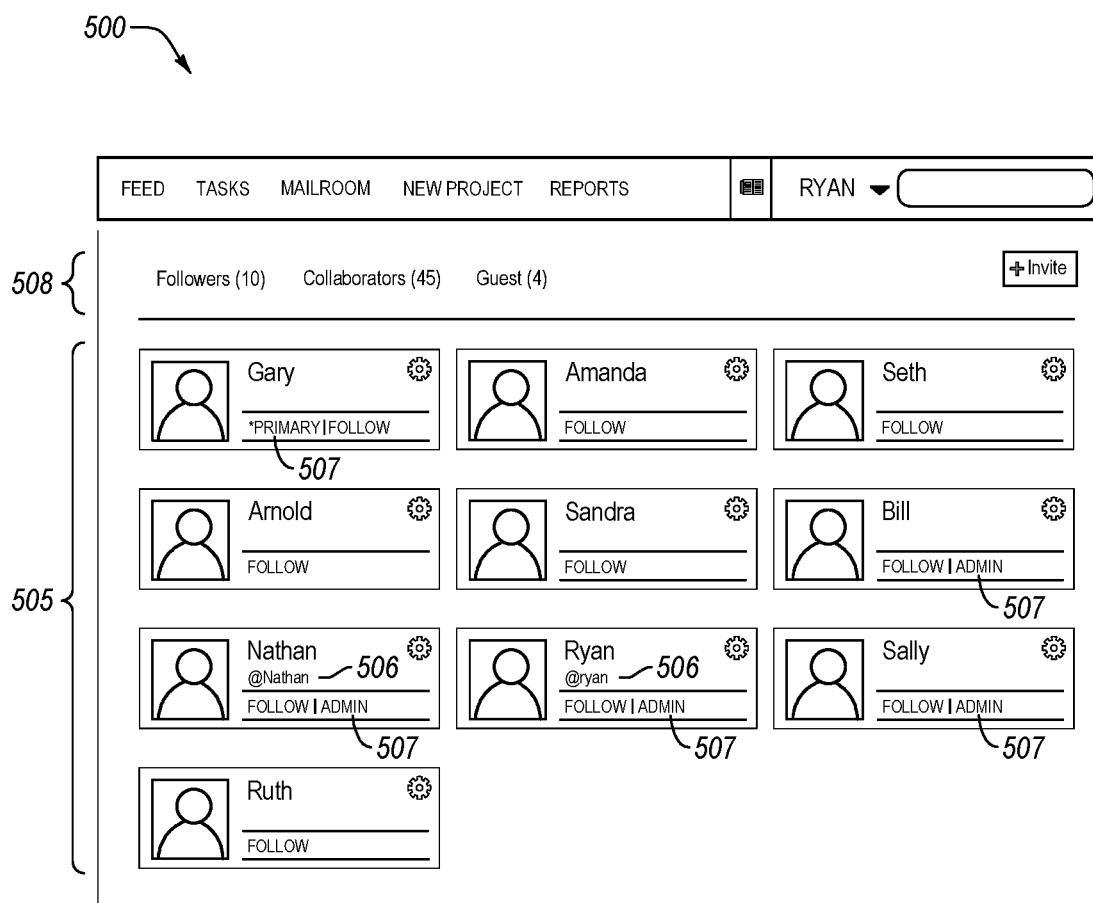 500
FEED TASKS MAILROOM NEW PROJECT REPORTS RYAN
508
Followers (10) Collaborators (45) Guest (4) +Invite
505
Gary Amanda Seth
*PRIMARY | FOLLOW FOLLOW FOLLOW
507
Arnold Sandra Bill
FOLLOW FOLLOW FOLLOW | ADMIN
507
Nathan Ryan Sally
@Nathan 506 @ryan 506
FOLLOW | ADMIN FOLLOW | ADMIN FOLLOW | ADMIN
507 507 507
Ruth
FOLLOW